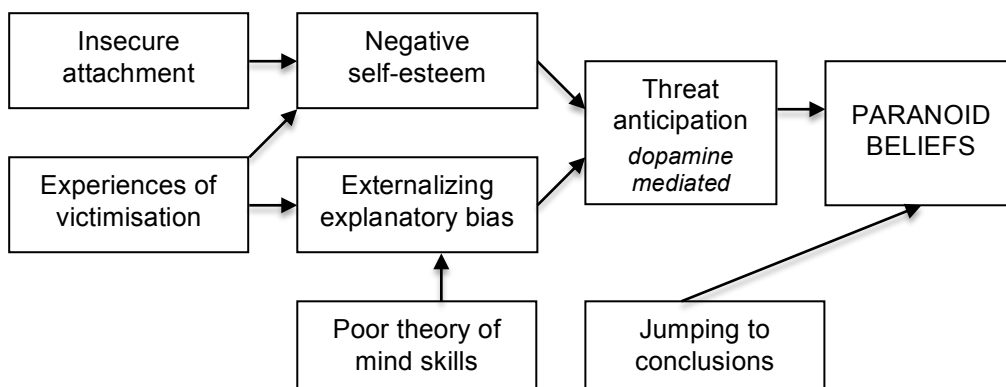 Insecure
attachment
Negative
self-esteem
Threat
anticipation
dopamine
mediated
PARANOID
BELIEFS
Experiences of
victimisation
Externalizing
explanatory bias
Poor theory of
mind skills
Jumping to
conclusions